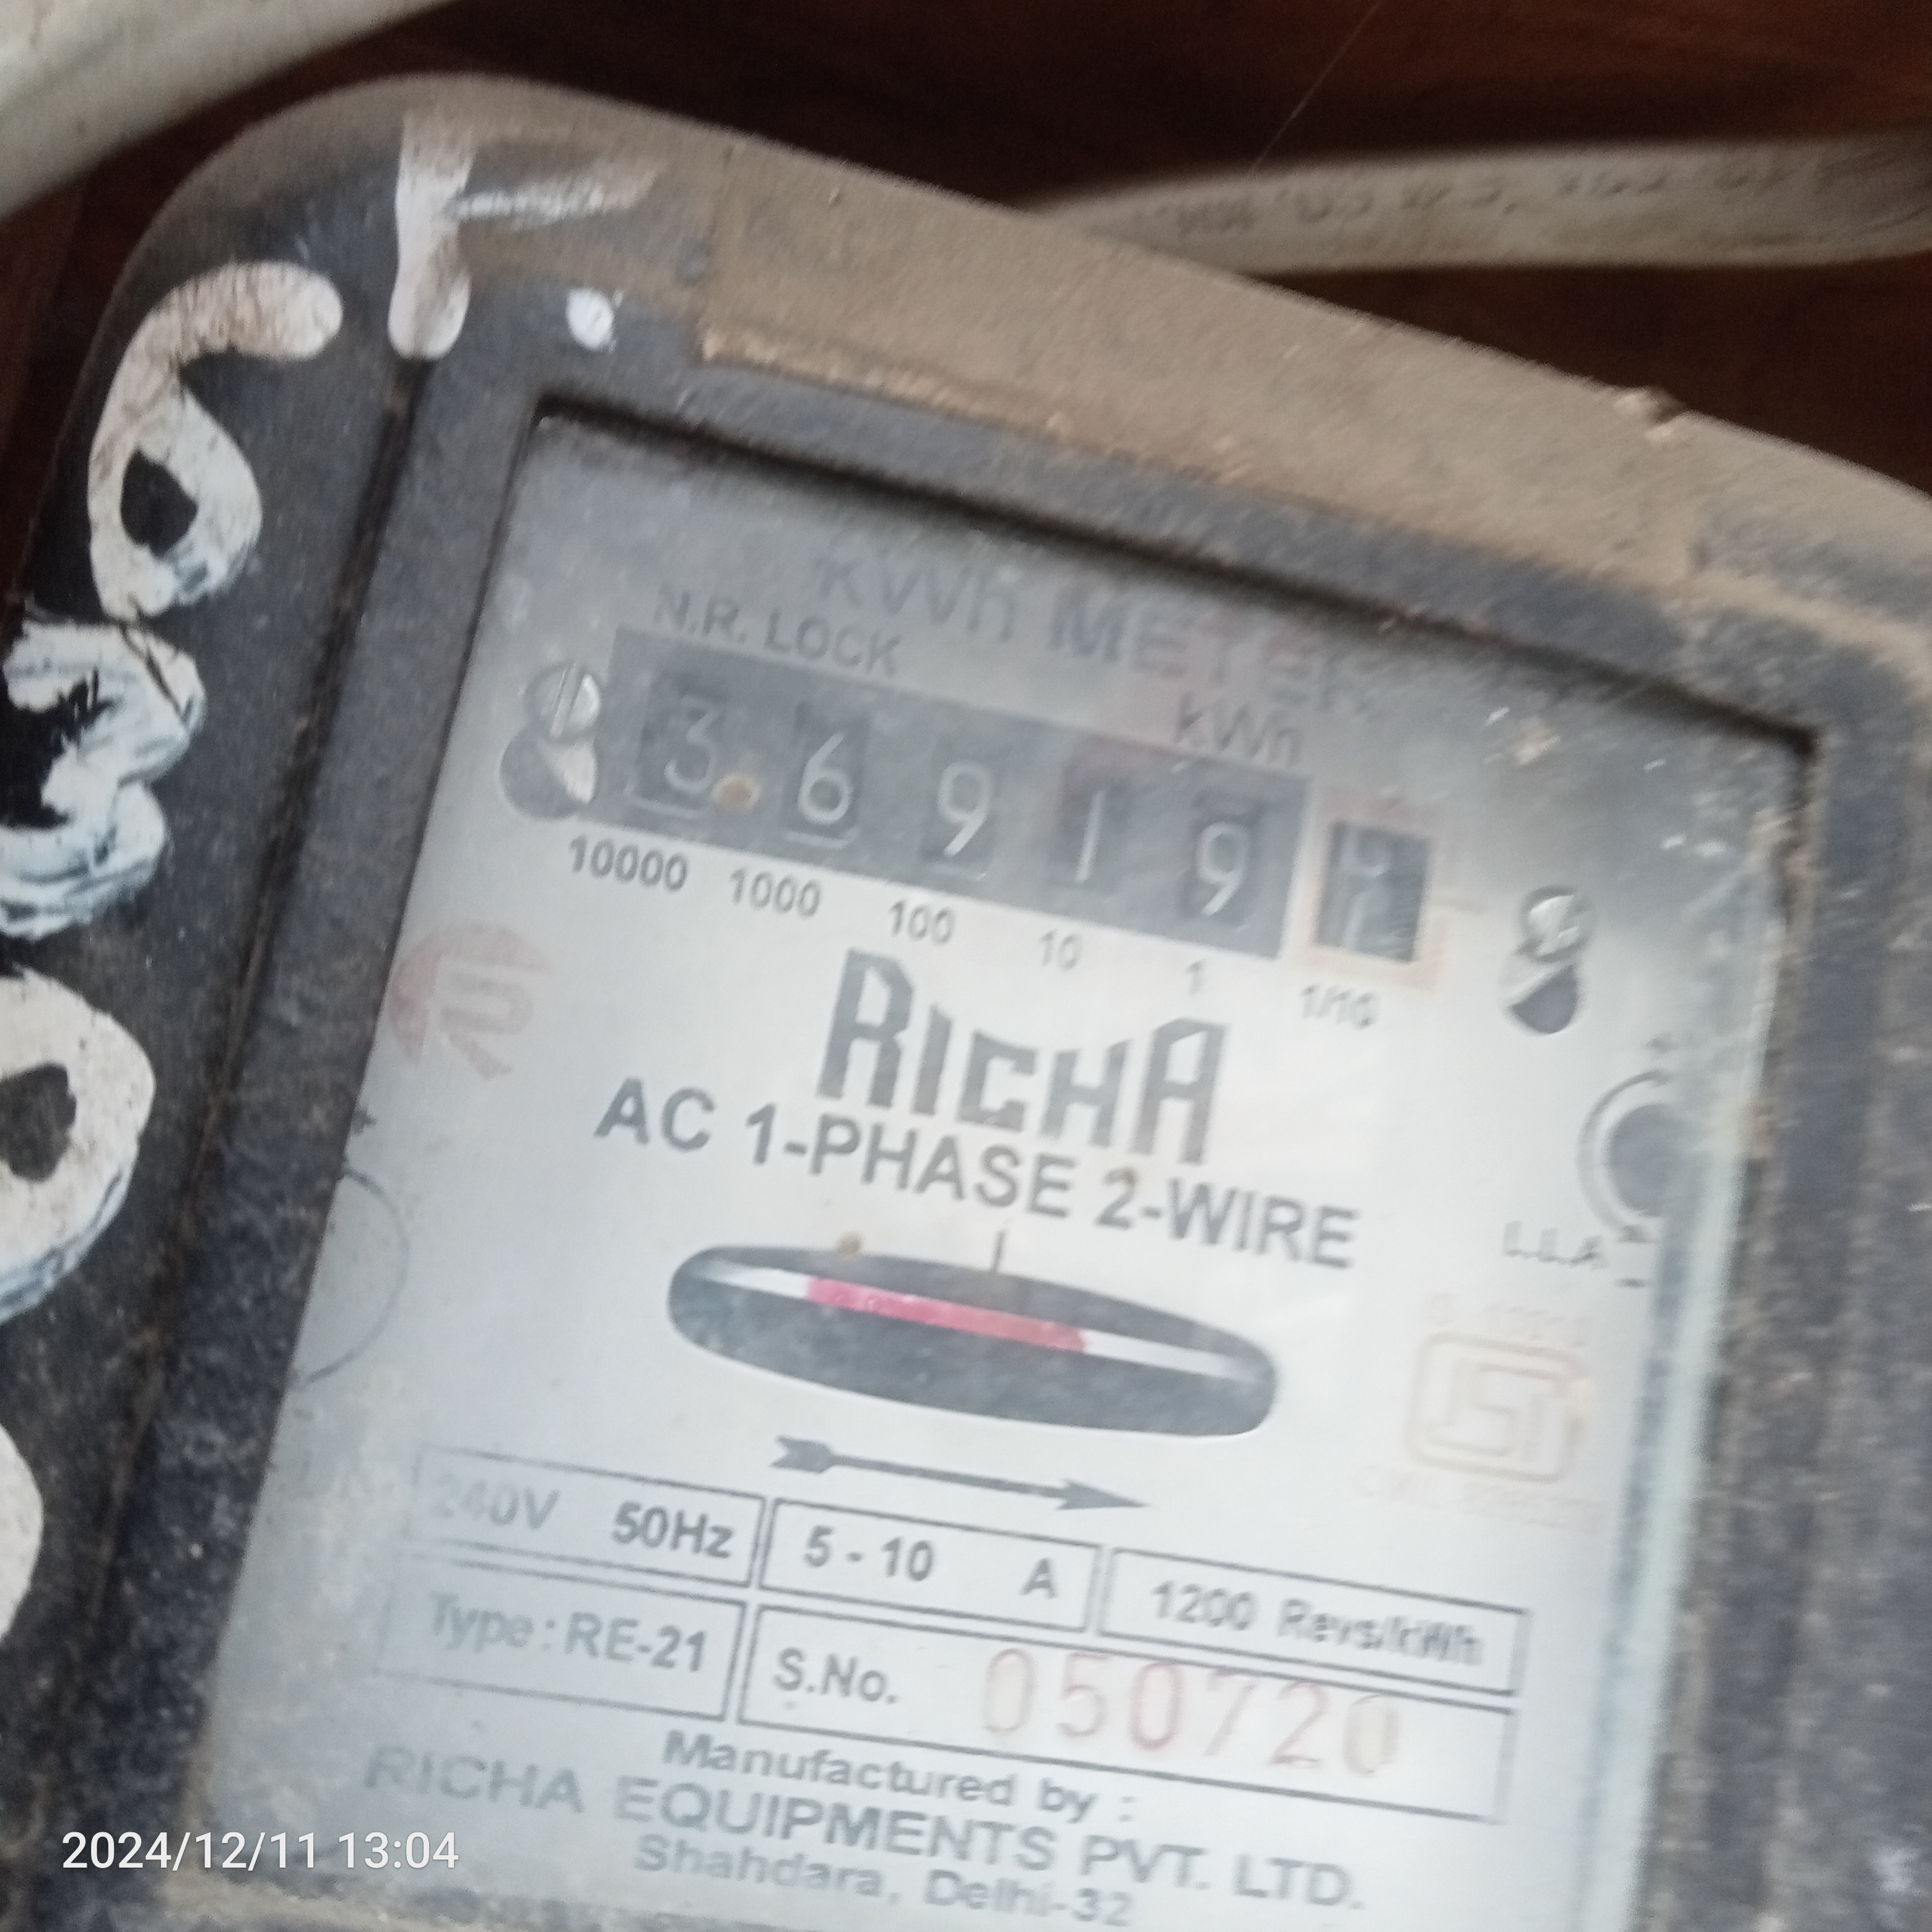 kWh METER
N.R. LOCK
kWh
3 6 9 1 9
10000 1000 100 10 1 1/10
RICHA
AC 1-PHASE 2-WIRE
240V 50Hz
5 - 10 A
1200 Revs/kWh
Type: RE-21
S.No. 050720
Manufactured by :
RICHA EQUIPMENTS PVT. LTD.
Shahdara, Delhi-32
2024/12/11 13:04